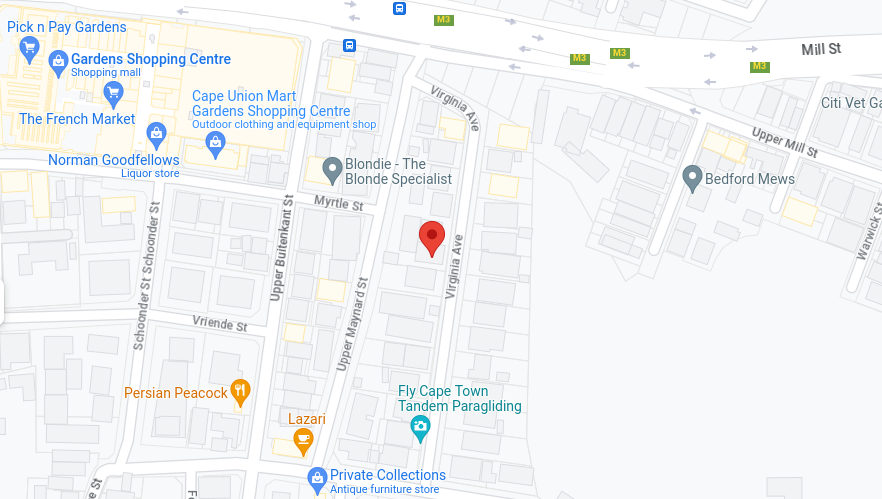 M3
Pick n Pay Gardens
M3
M3
Mill St
Gardens Shopping Centre
Shopping mall
M3
Virginia Ave
Cape Union Mart
Gardens Shopping Centre
Outdoor clothing and equipment shop
Citi Vet Ga
The French Market
Upper Mill St
Norman Goodfellows
Liquor store
Blondie - The
Blonde Specialist
Bedford Mews
Myrtle St
Schoonder St
Schoonder St
Upper Buitenkant St
Virginia Ave
Warwick St
Upper Maynard St
Vriende St
Persian Peacock
Fly Cape Town
Tandem Paragliding
Lazari
Private Collections
Antique furniture store
e St
Fo